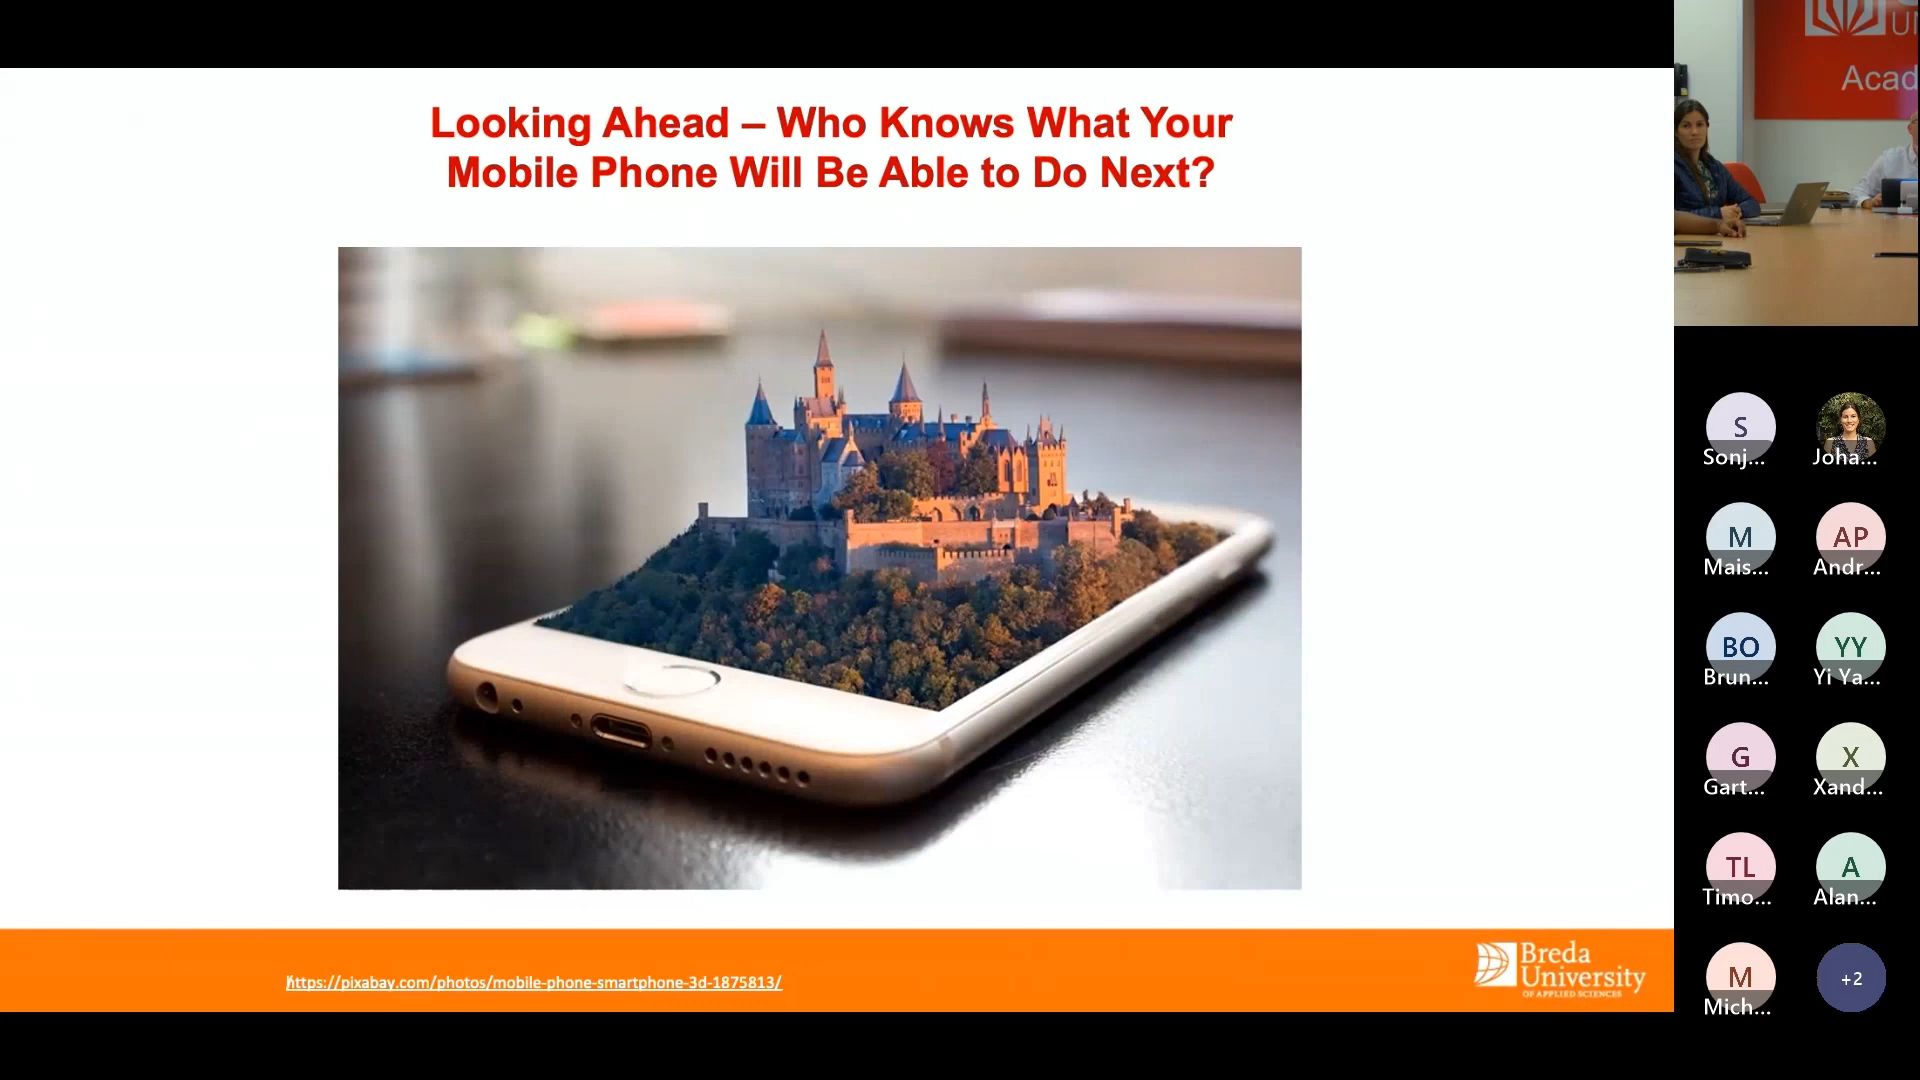 Looking Ahead – Who Knows What Your
Mobile Phone Will Be Able to Do Next?
https://pixabay.com/photos/mobile-phone-smartphone-3d-1875813/
Breda
University
OF APPLIED SCIENCES
UN
Acad
S
Sonj...
Joha...
M
Mais...
AP
Andr...
BO
Brun...
YY
Yi Ya...
G
Gart...
X
Xand...
TL
Timo...
A
Alan...
M
Mich...
+2